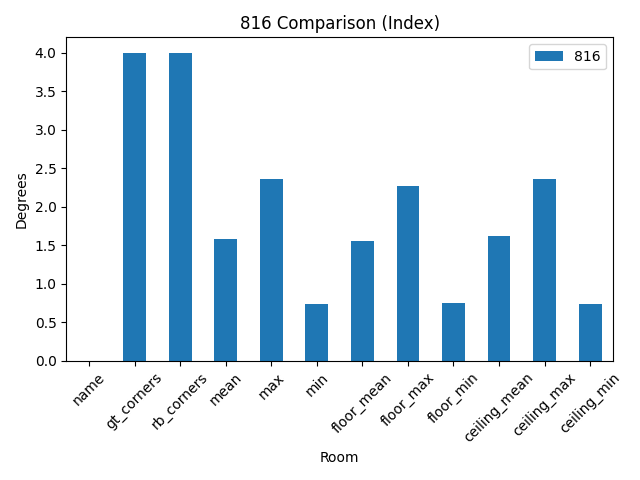 816 Comparison (Index)
816
Degrees
4.0
3.5
3.0
2.5
2.0
1.5
1.0
0.5
0.0
name
gt_corners
rb_corners
mean
max
min
floor_mean
floor_max
floor_min
ceiling_mean
ceiling_max
ceiling_min
Room